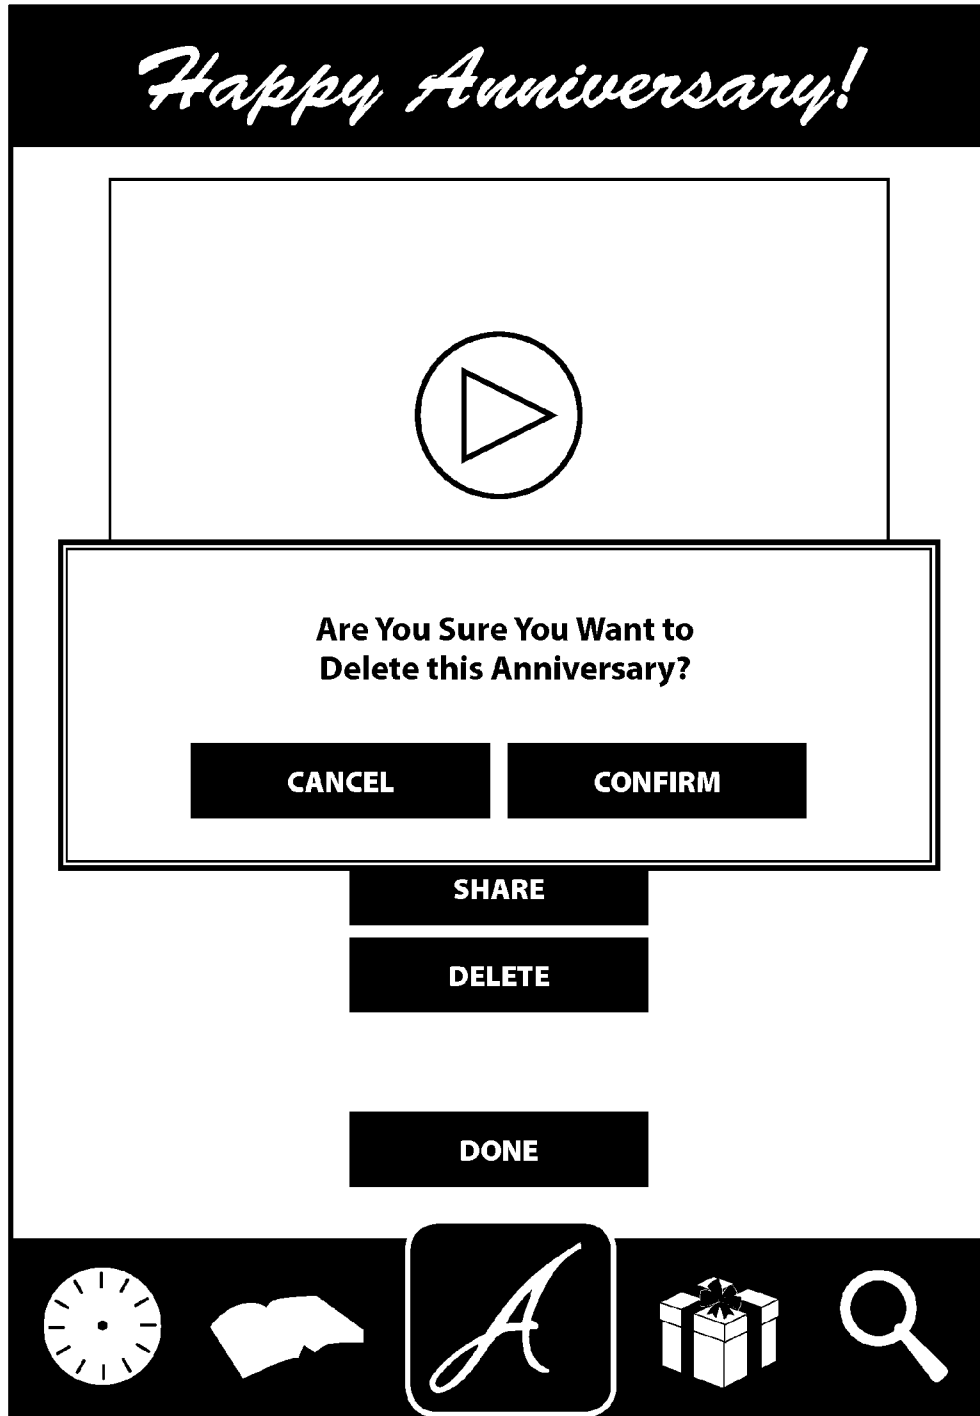 Happy Anniversary!
Are You Sure You Want to
Delete this Anniversary?
CANCEL CONFIRM
SHARE
DELETE
DONE
A